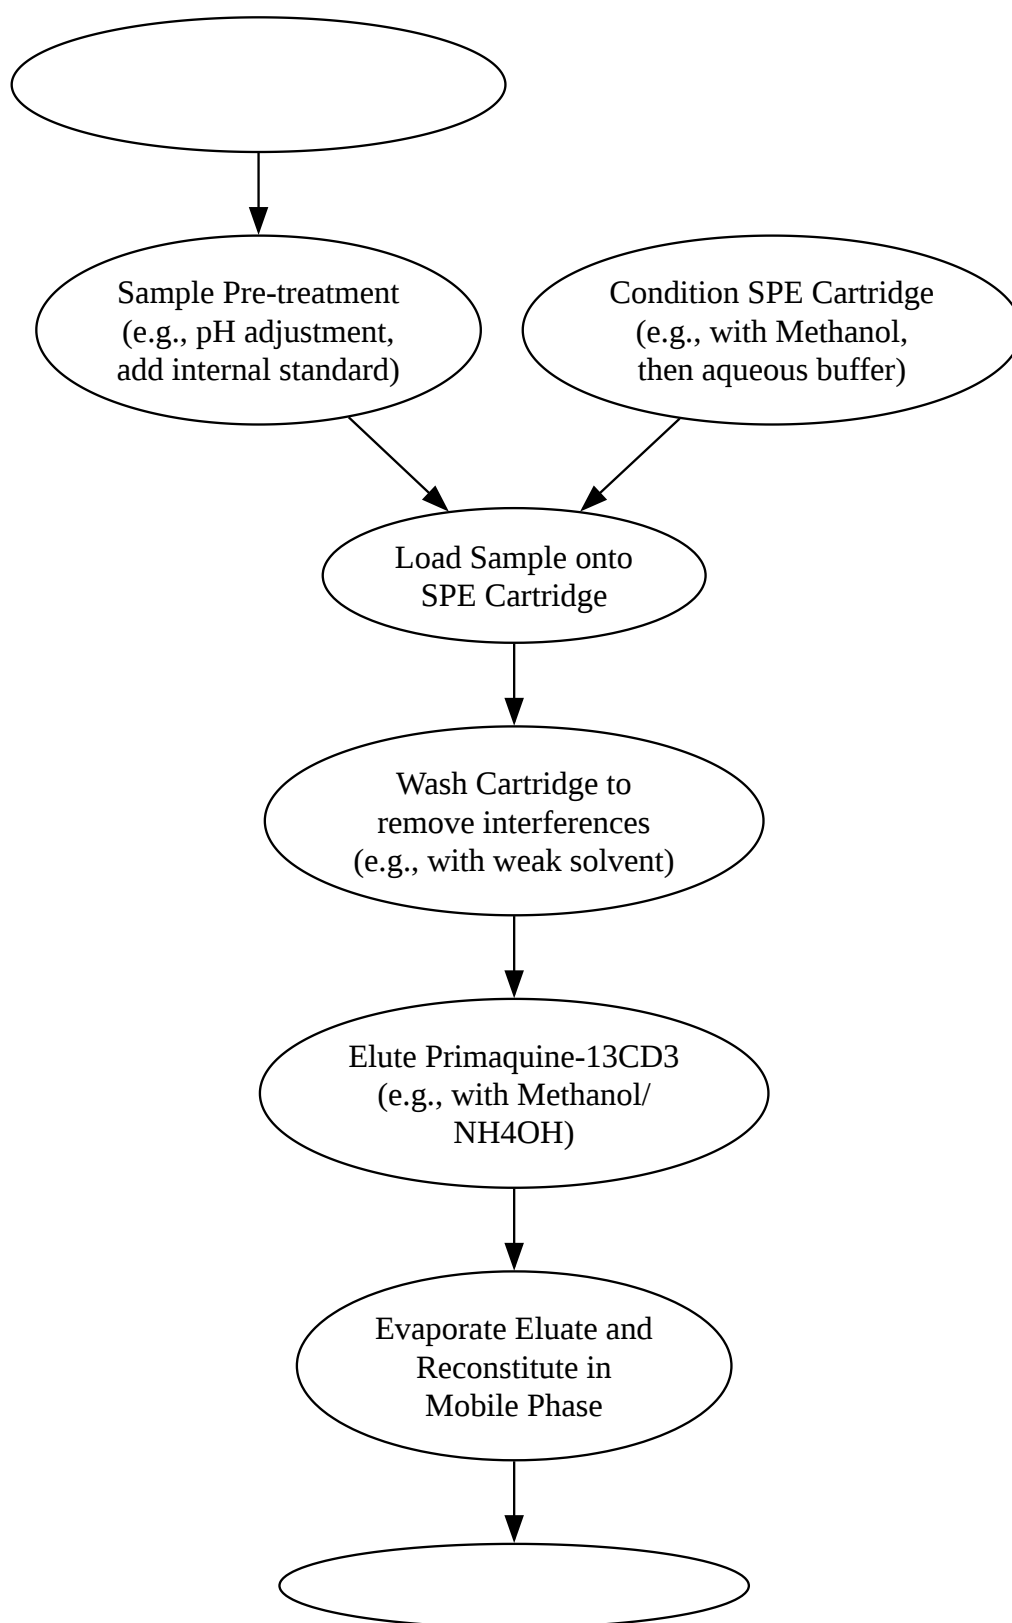 Sample Pre-treatment
(e.g., pH adjustment,
add internal standard)
Condition SPE Cartridge
(e.g., with Methanol,
then aqueous buffer)
Load Sample onto
SPE Cartridge
Wash Cartridge to
remove interferences
(e.g., with weak solvent)
Elute Primaquine-13CD3
(e.g., with Methanol/
NH4OH)
Evaporate Eluate and
Reconstitute in
Mobile Phase